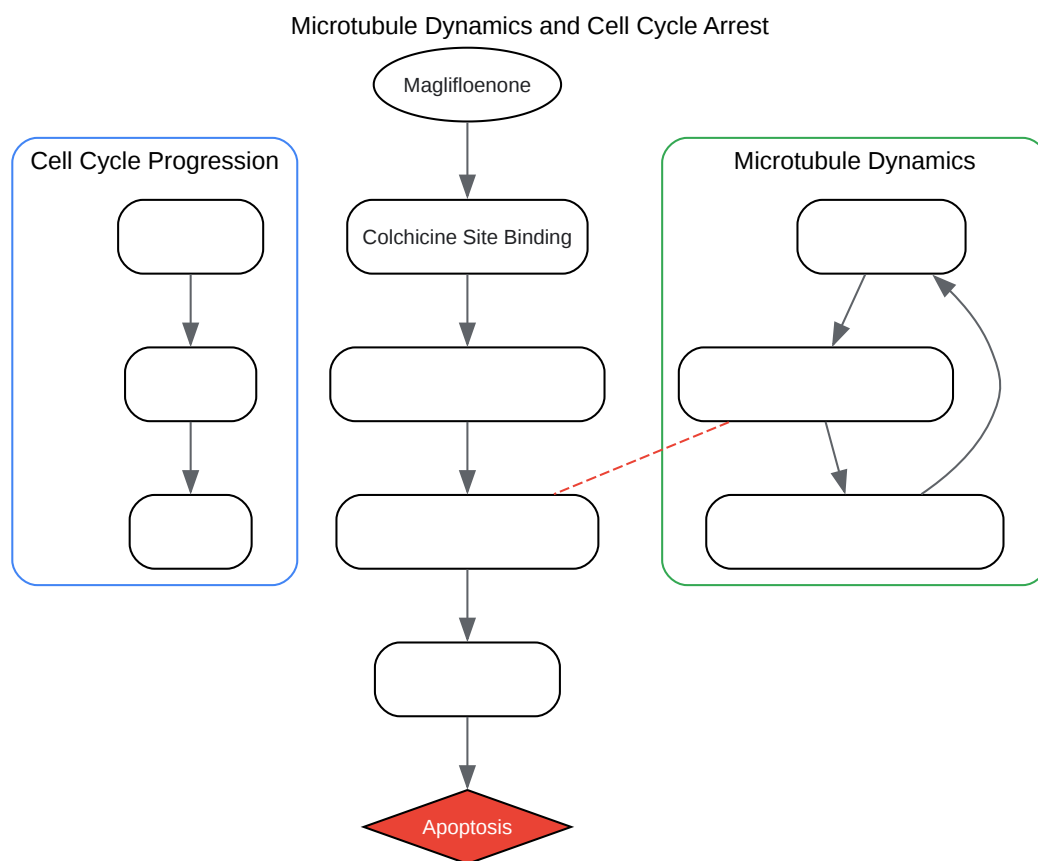 Microtubule Dynamics and Cell Cycle Arrest
Maglifloenone
Cell Cycle Progression
Microtubule Dynamics
Colchicine Site Binding
Apoptosis